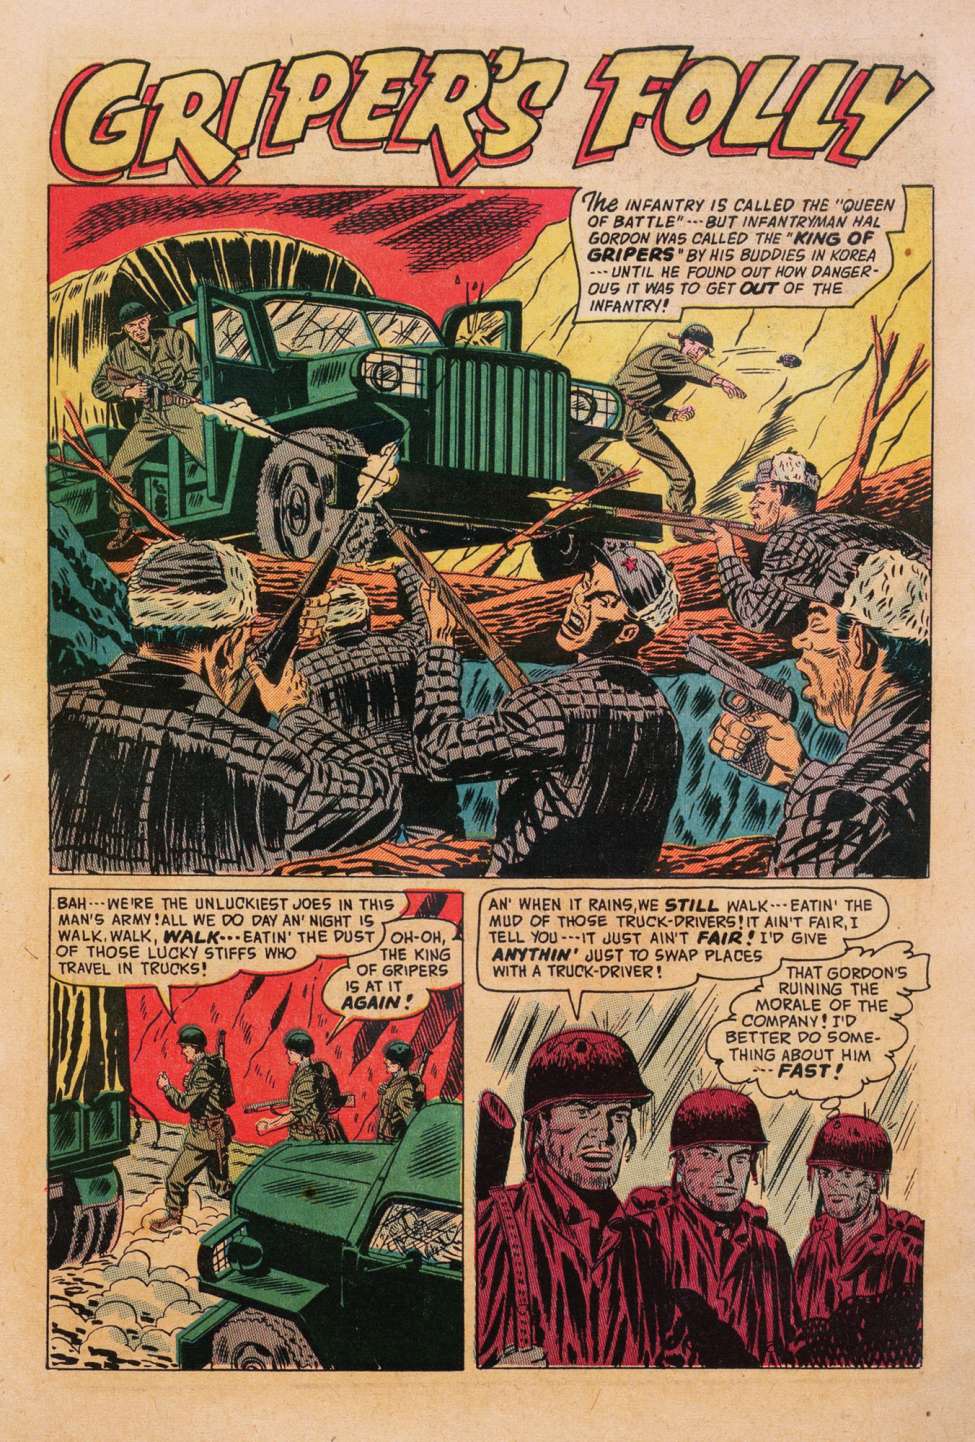 GRIPER'S FOLLY
The INFANTRY IS CALLED THE "QUEEN
OF BATTLE"---BUT INFANTRYMAN HAL
GORDON WAS CALLED THE "KING OF
GRIPERS" BY HIS BUDDIES IN KOREA
---UNTIL HE FOUND OUT HOW DANGER-
OUS IT WAS TO GET OUT OF THE
INFANTRY!
BAH---WE'RE THE UNLUCKIEST JOES IN THIS
MAN'S ARMY! ALL WE DO DAY AN' NIGHT IS
WALK, WALK, WALK---EATIN' THE DUST
OF THOSE LUCKY STIFFS WHO
TRAVEL IN TRUCKS!
OH-OH,
THE KING
OF GRIPERS
IS AT IT
AGAIN!
AN' WHEN IT RAINS, WE STILL WALK---EATIN' THE
MUD OF THOSE TRUCK-DRIVERS! IT AIN'T FAIR, I
TELL YOU---IT JUST AIN'T FAIR! I'D GIVE
ANYTHIN' JUST TO SWAP PLACES
WITH A TRUCK-DRIVER!
THAT GORDON'S
RUINING THE
MORALE OF THE
COMPANY! I'D
BETTER DO SOME-
THING ABOUT HIM
---FAST!